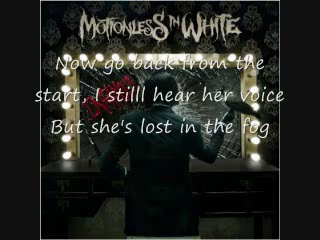 MOTIONLESS IN WHITE
Now go back from the
start, I stilll hear her voice
But she's lost in the fog